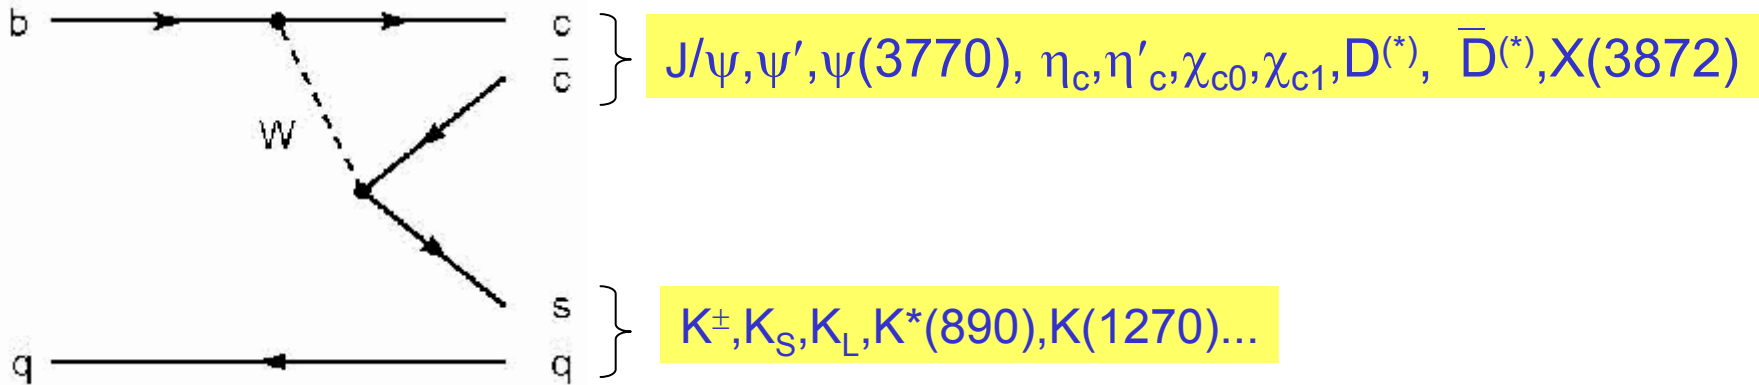 b c J/ψ,ψ′,ψ(3770), η_c,η′_c,χ_c0,χ_c1,D^(*), D̅^(*),X(3872)
c̅
W
s K^±,K_S,K_L,K*(890),K(1270)...
q q